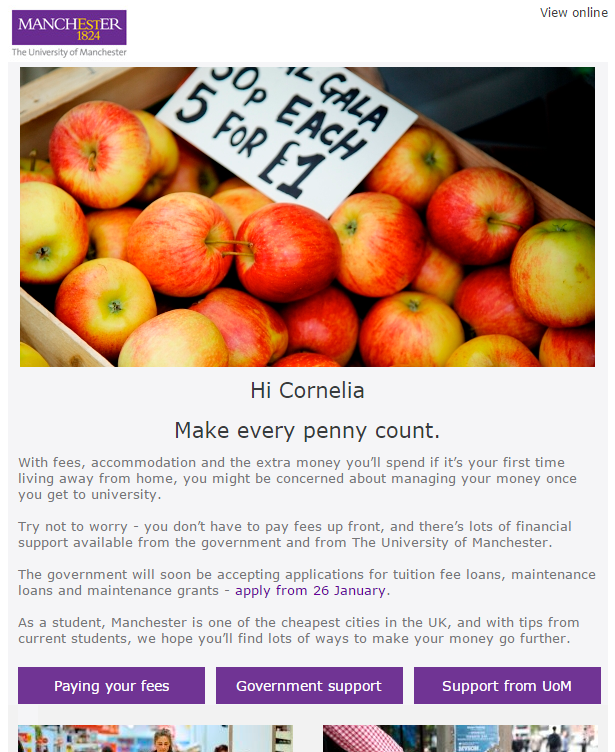 View online
MANCHESTER
1824
The University of Manchester
GALA
50p EACH
5 FOR £1
Hi Cornelia
Make every penny count.
With fees, accommodation and the extra money you’ll spend if it’s your first time
living away from home, you might be concerned about managing your money once
you get to university.
Try not to worry - you don’t have to pay fees up front, and there’s lots of financial
support available from the government and from The University of Manchester.
The government will soon be accepting applications for tuition fee loans, maintenance
loans and maintenance grants - apply from 26 January.
As a student, Manchester is one of the cheapest cities in the UK, and with tips from
current students, we hope you’ll find lots of ways to make your money go further.
Paying your fees
Government support
Support from UoM